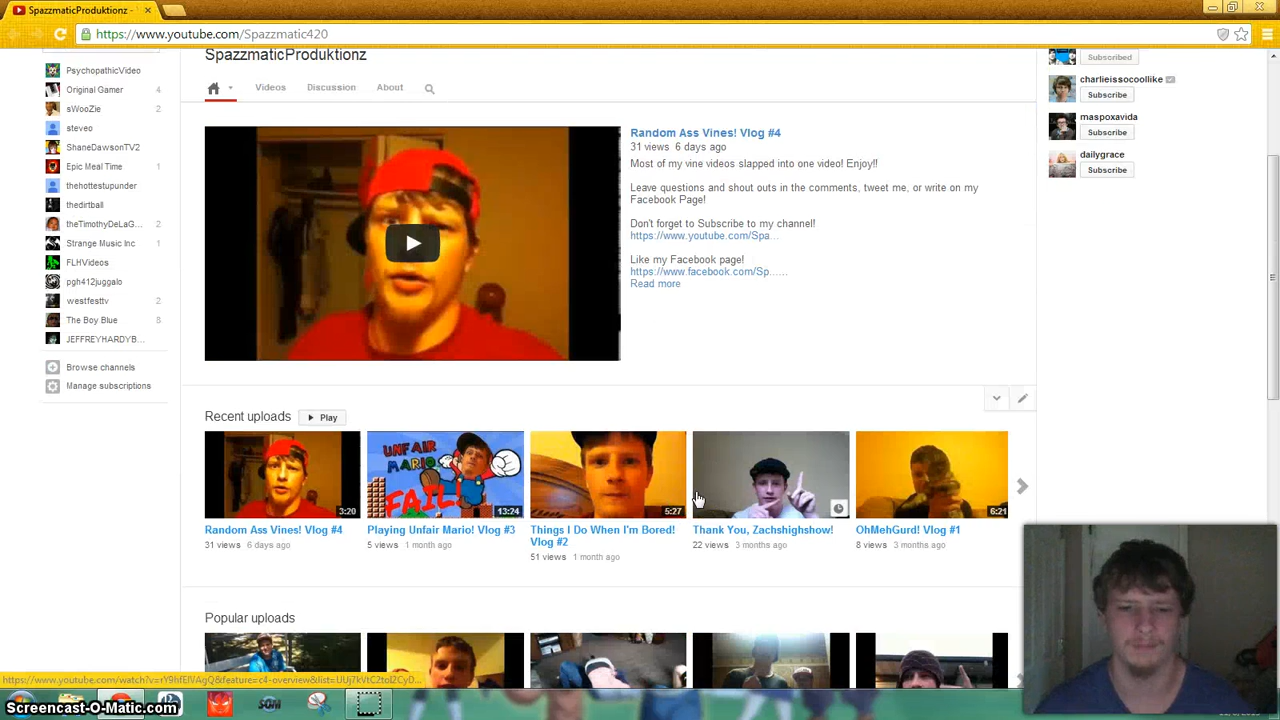 SpazzmaticProduktionz -
https://www.youtube.com/Spazzmatic420
SpazzmaticProduktionz
Videos Discussion About
PsychopathicVideo
Original Gamer 4
sWooZie 2
steveo
ShaneDawsonTV2
Epic Meal Time 1
thehottestupunder
thedirtball
theTimothyDeLaG... 2
Strange Music Inc 1
FLHVideos
pgh412juggalo
westfesttv 2
The Boy Blue 8
JEFFREYHARDYB...
Browse channels
Manage subscriptions
Random Ass Vines! Vlog #4
31 views 6 days ago
Most of my vine videos slapped into one video! Enjoy!!
Leave questions and shout outs in the comments, tweet me, or write on my
Facebook Page!
Don't forget to Subscribe to my channel!
https://www.youtube.com/Spa...
Like my Facebook page!
https://www.facebook.com/Sp......
Read more
Subscribed
charlieissocoollike
Subscribe
maspoxavida
Subscribe
dailygrace
Subscribe
Recent uploads Play
3:20
UNFAIR
MARIO
FAIL!
13:24
5:27
6:21
Random Ass Vines! Vlog #4
31 views 6 days ago
Playing Unfair Mario! Vlog #3
5 views 1 month ago
Things I Do When I'm Bored!
Vlog #2
51 views 1 month ago
Thank You, Zachshighshow!
22 views 3 months ago
OhMehGurd! Vlog #1
8 views 3 months ago
Popular uploads
Screencast-O-Matic.com